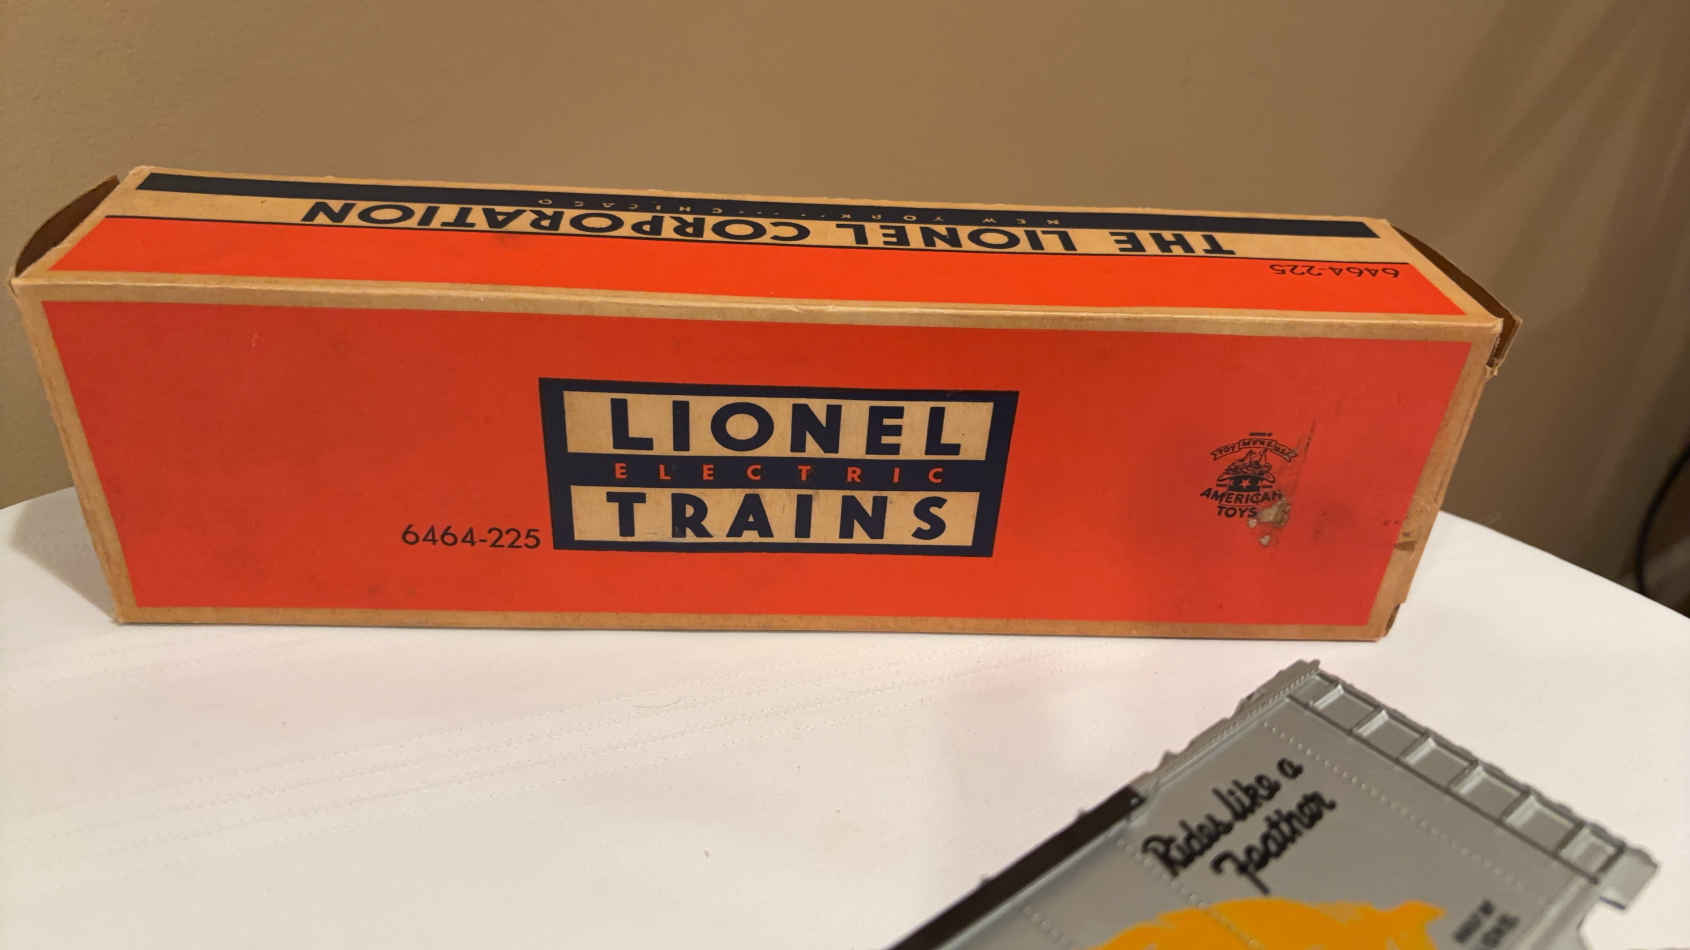 NEW YORK ···· CHICAGO
THE LIONEL CORPORATION
6464-225
LIONEL
ELECTRIC
TRAINS
6464-225
AMERICAN
TOYS
Rides like a
Feather